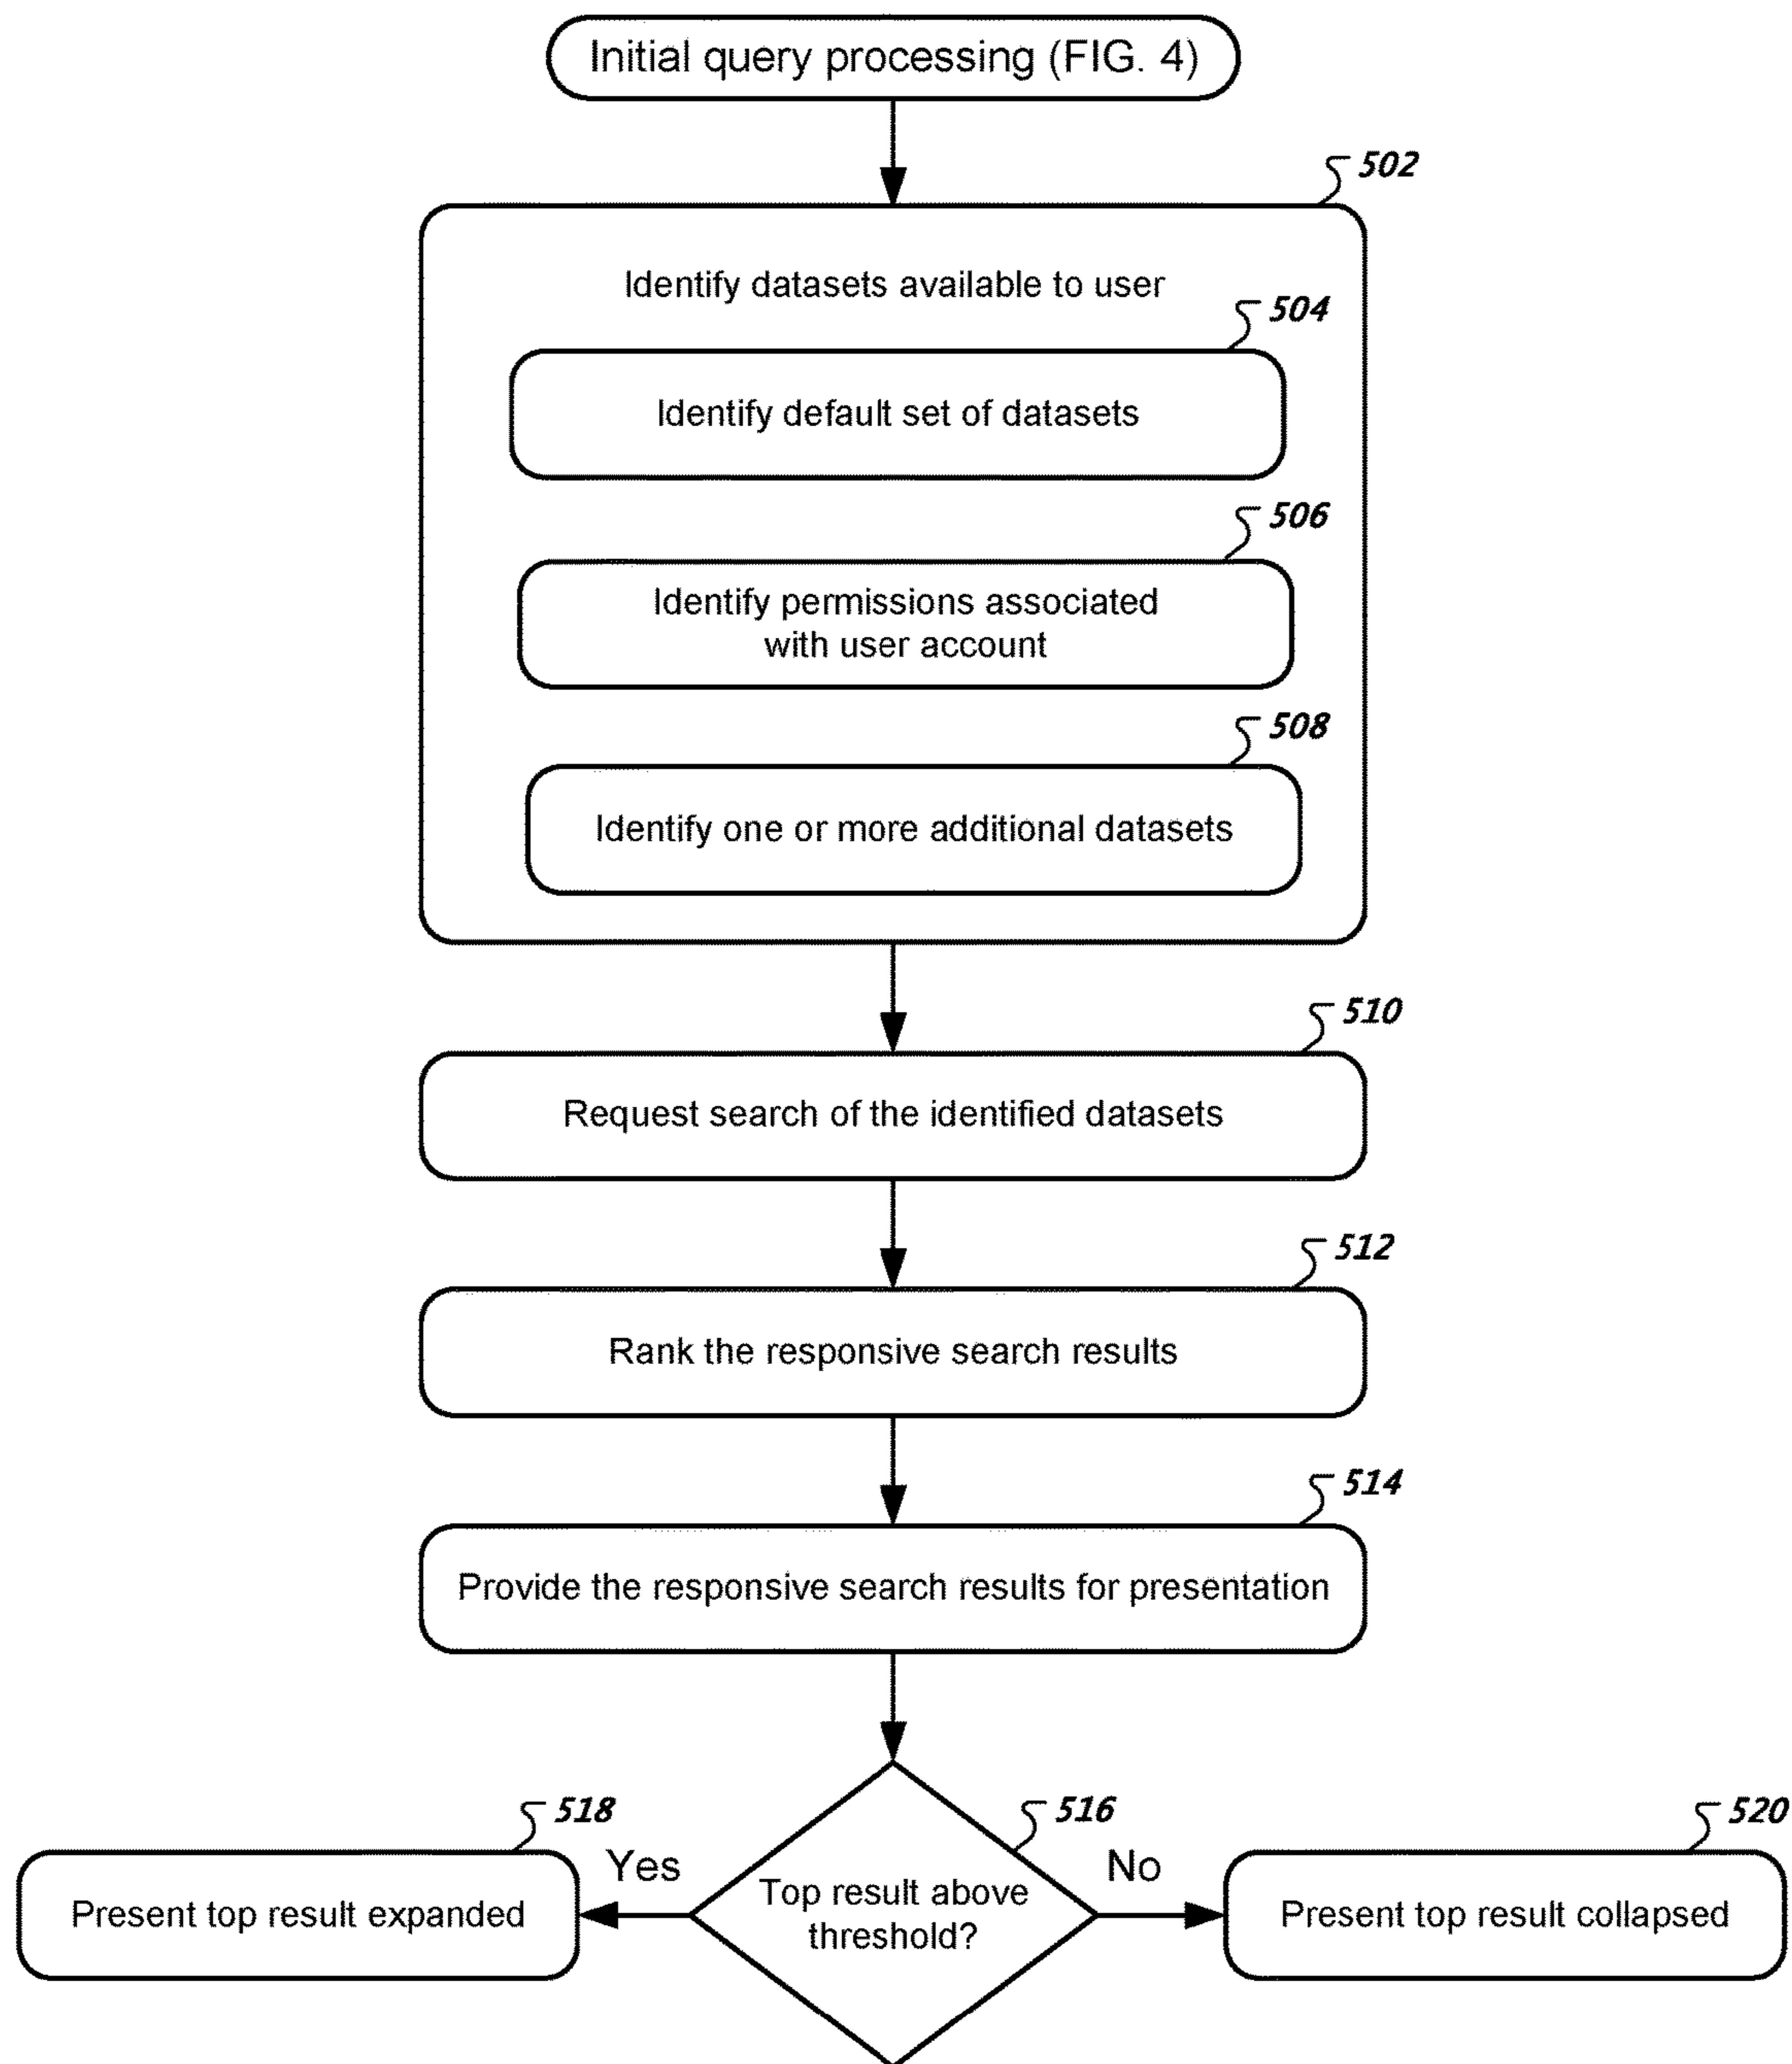 Initial query processing (FIG. 4)
502
Identify datasets available to user
504
Identify default set of datasets
506
Identify permissions associated
with user account
508
Identify one or more additional datasets
510
Request search of the identified datasets
512
Rank the responsive search results
514
Provide the responsive search results for presentation
518
516
520
Yes
No
Present top result expanded
Top result above
threshold?
Present top result collapsed